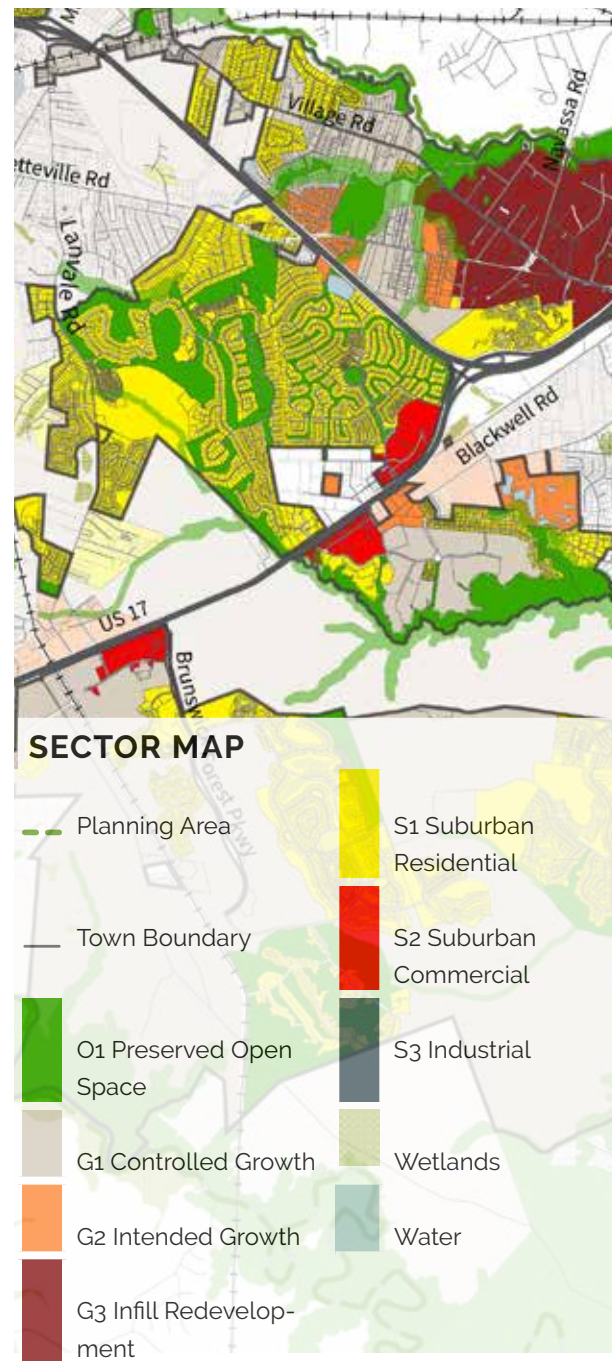 Village Rd
Navassa Rd
etteville Rd
Lanvale Rd
Blackwell Rd
US 17
Brunswick Forest Pkwy
SECTOR MAP
Planning Area
Town Boundary
O1 Preserved Open
Space
G1 Controlled Growth
G2 Intended Growth
G3 Infill Redevelop-
ment
S1 Suburban
Residential
S2 Suburban
Commercial
S3 Industrial
Wetlands
Water